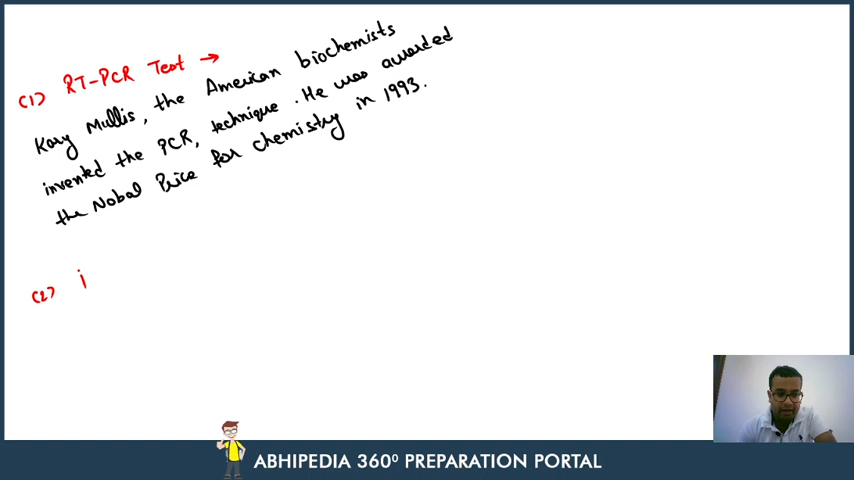 (1) RT-PCR Test →
Kary Mullis, the American biochemists
invented the PCR, technique. He was awarded
the Nobal Price for chemistry in 1993.
(2) i
ABHIPEDIA 360⁰ PREPARATION PORTAL